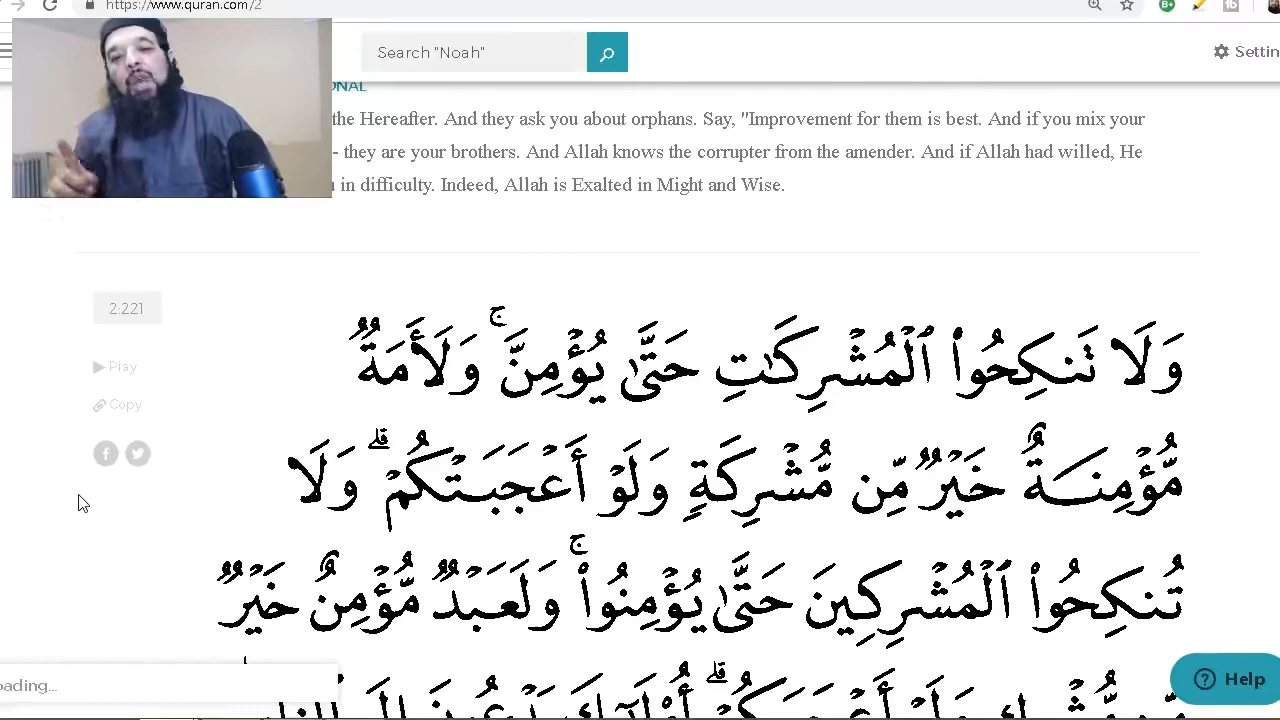 https://www.quran.com/2
Search "Noah"
Settin
ONAL
the Hereafter. And they ask you about orphans. Say, "Improvement for them is best. And if you mix your
- they are your brothers. And Allah knows the corrupter from the amender. And if Allah had willed, He
in difficulty. Indeed, Allah is Exalted in Might and Wise.
2:221
Play
Copy
وَلَا تَنكِحُوا۟ ٱلْمُشْرِكَـٰتِ حَتَّىٰ يُؤْمِنَّ ۚ وَلَأَمَةٌۭ
مُّؤْمِنَةٌ خَيْرٌۭ مِّن مُّشْرِكَةٍۢ وَلَوْ أَعْجَبَتْكُمْ ۗ وَلَا
تُنكِحُوا۟ ٱلْمُشْرِكِينَ حَتَّىٰ يُؤْمِنُوا۟ ۚ وَلَعَبْدٌۭ مُّؤْمِنٌ خَيْرٌۭ
oading...
Help